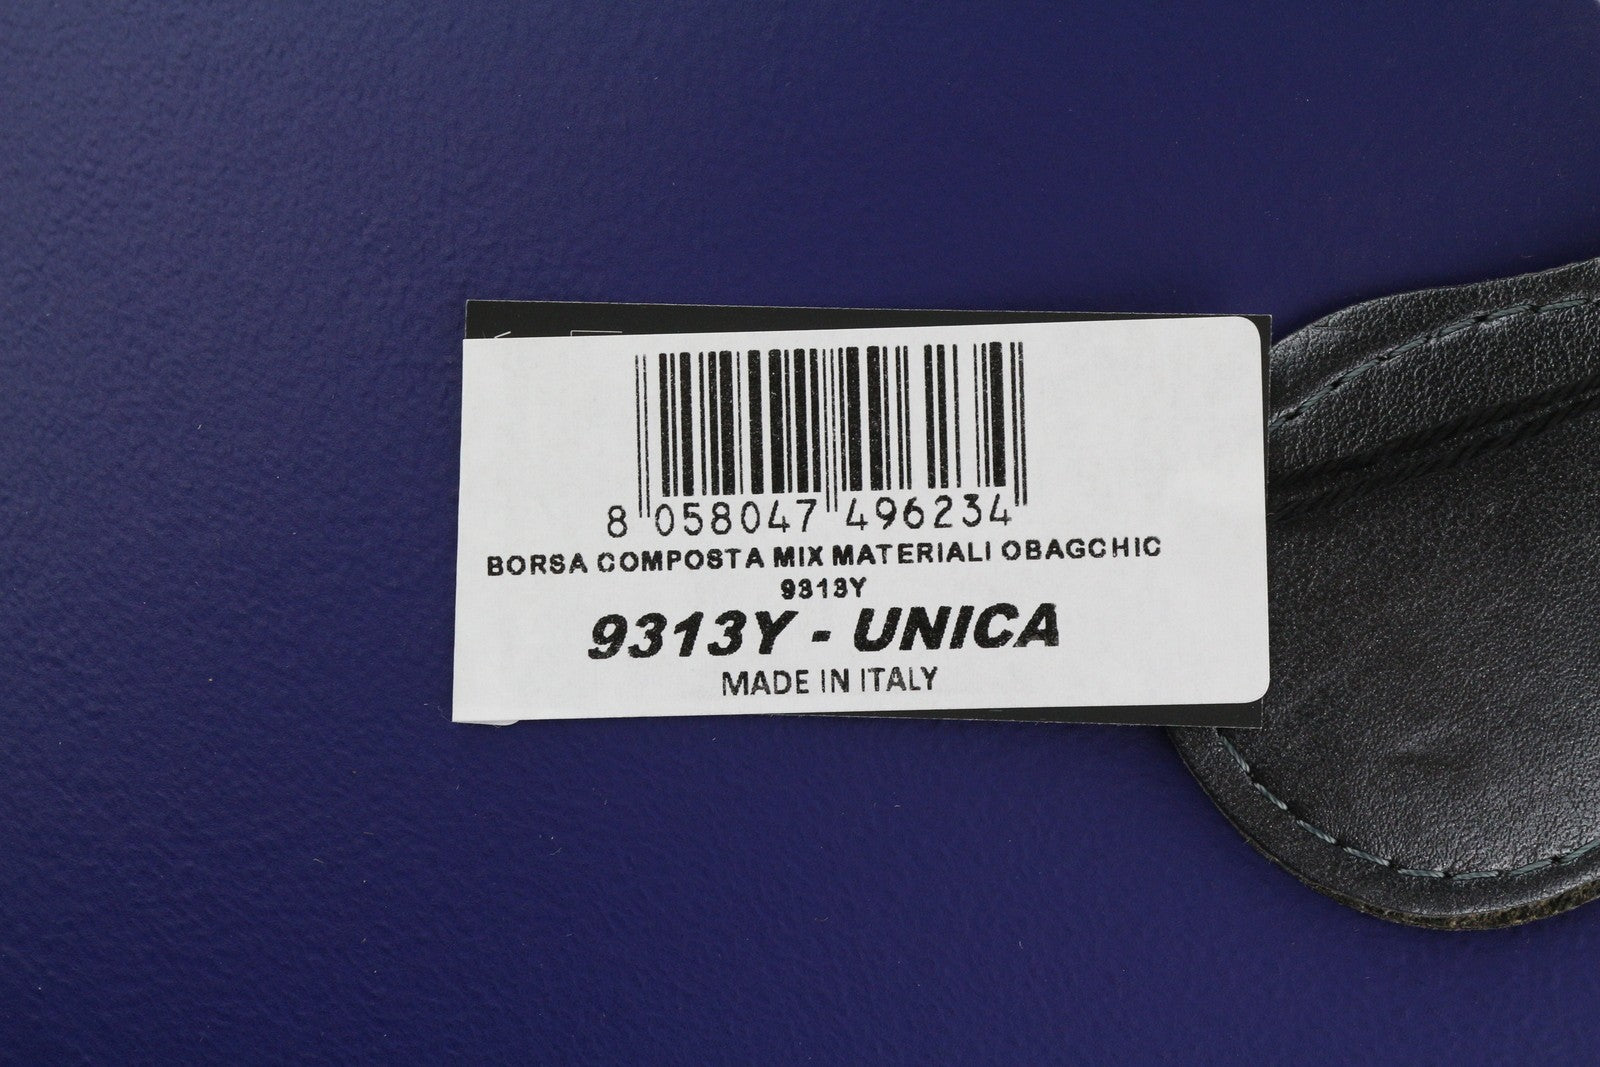 8 058047 496234
BORSA COMPOSTA MIX MATERIALI OBAGCHIC
9313Y
9313Y - UNICA
MADE IN ITALY